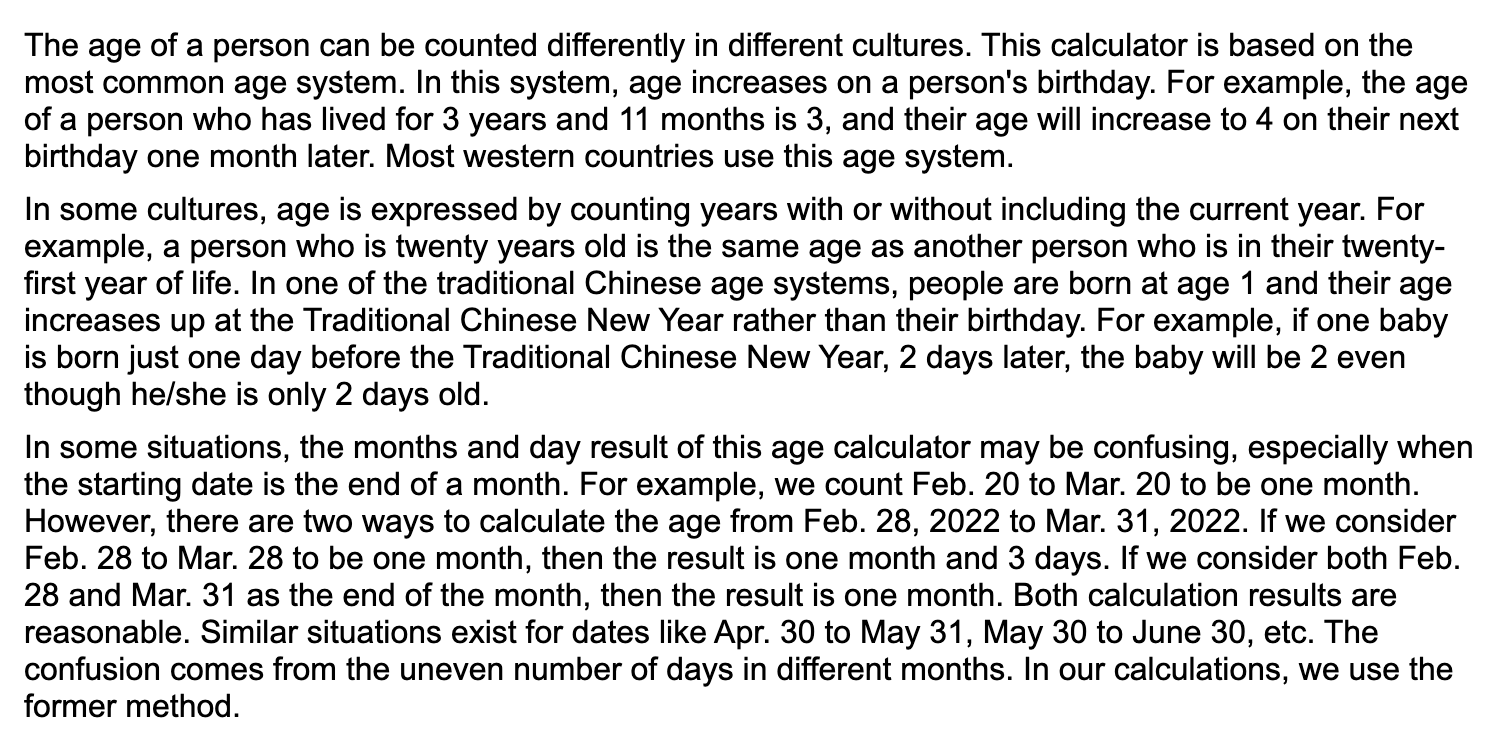 The age of a person can be counted differently in different cultures. This calculator is based on the
most common age system. In this system, age increases on a person's birthday. For example, the age
of a person who has lived for 3 years and 11 months is 3, and their age will increase to 4 on their next
birthday one month later. Most western countries use this age system.
In some cultures, age is expressed by counting years with or without including the current year. For
example, a person who is twenty years old is the same age as another person who is in their twenty-
first year of life. In one of the traditional Chinese age systems, people are born at age 1 and their age
increases up at the Traditional Chinese New Year rather than their birthday. For example, if one baby
is born just one day before the Traditional Chinese New Year, 2 days later, the baby will be 2 even
though he/she is only 2 days old.
In some situations, the months and day result of this age calculator may be confusing, especially when
the starting date is the end of a month. For example, we count Feb. 20 to Mar. 20 to be one month.
However, there are two ways to calculate the age from Feb. 28, 2022 to Mar. 31, 2022. If we consider
Feb. 28 to Mar. 28 to be one month, then the result is one month and 3 days. If we consider both Feb.
28 and Mar. 31 as the end of the month, then the result is one month. Both calculation results are
reasonable. Similar situations exist for dates like Apr. 30 to May 31, May 30 to June 30, etc. The
confusion comes from the uneven number of days in different months. In our calculations, we use the
former method.